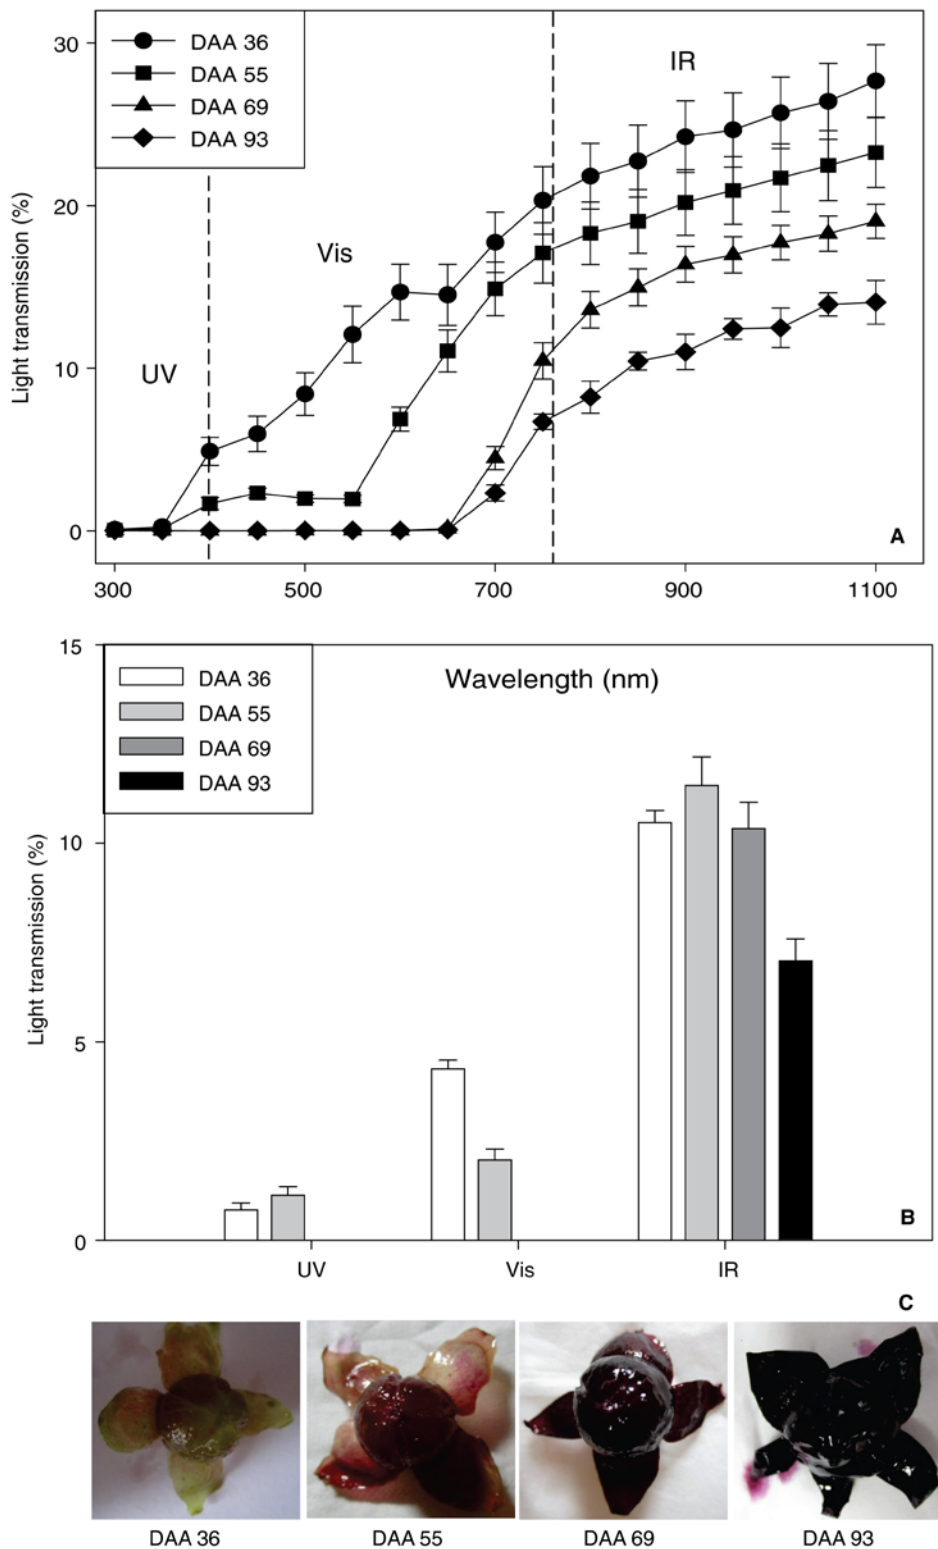 30
20
10
0
Light transmission (%)
DAA 36
DAA 55
DAA 69
DAA 93
UV
Vis
IR
A
300 500 700 900 1100
Wavelength (nm)
15
10
5
0
Light transmission (%)
DAA 36
DAA 55
DAA 69
DAA 93
B
UV Vis IR
C
DAA 36 DAA 55 DAA 69 DAA 93